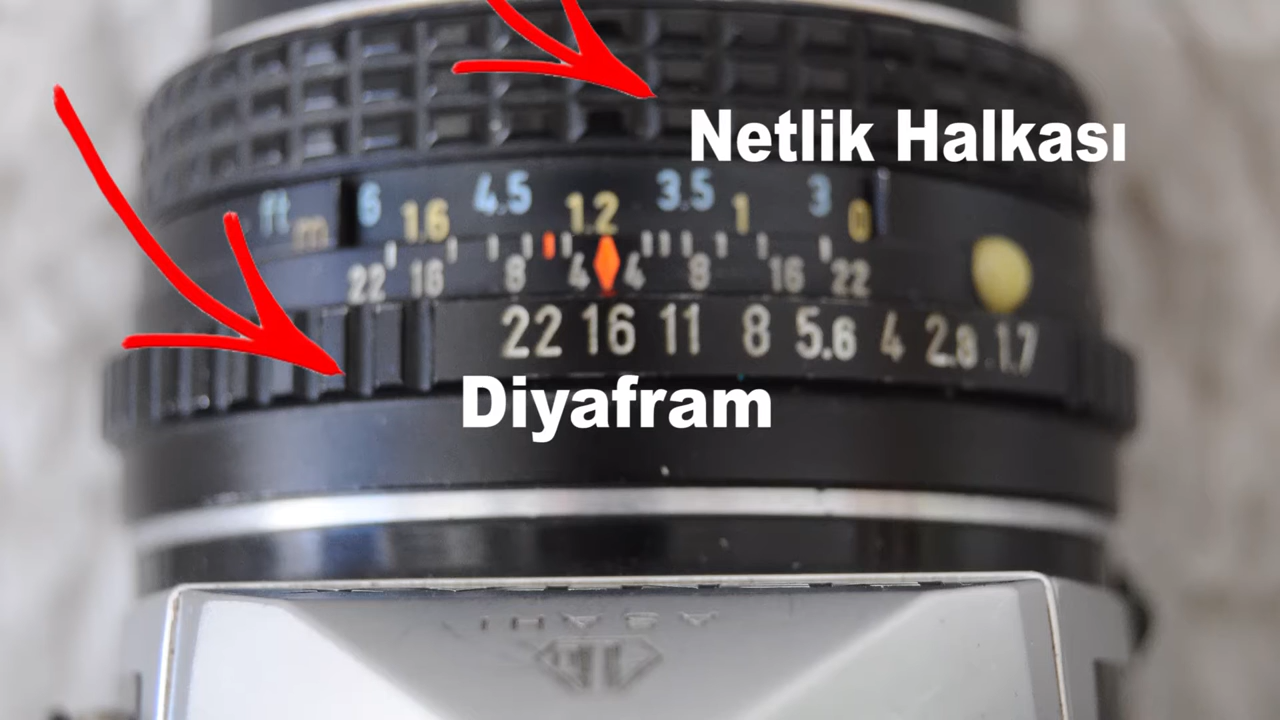 Netlik Halkası
ft 6 4.5 3.5 3
m 1.6 1.2 1 0
22 16 8 4 4 8 16 22
22 16 11 8 5.6 4 2.8 1.7
Diyafram
ASAHI